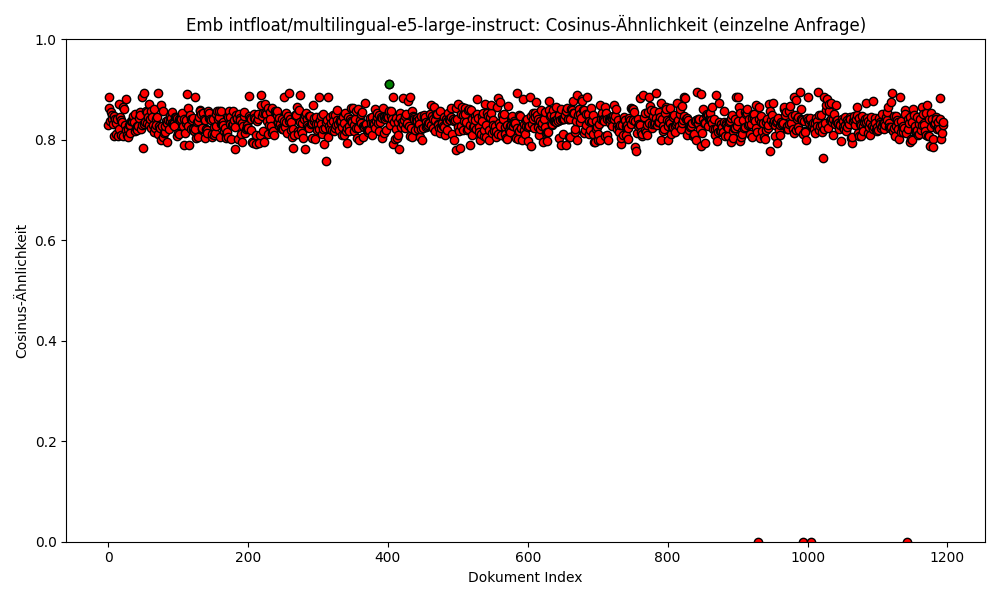 Emb intfloat/multilingual-e5-large-instruct: Cosinus-Ähnlichkeit (einzelne Anfrage)
1.0
0.8
0.6
0.4
0.2
0.0
Cosinus-Ähnlichkeit
0 200 400 600 800 1000 1200
Dokument Index